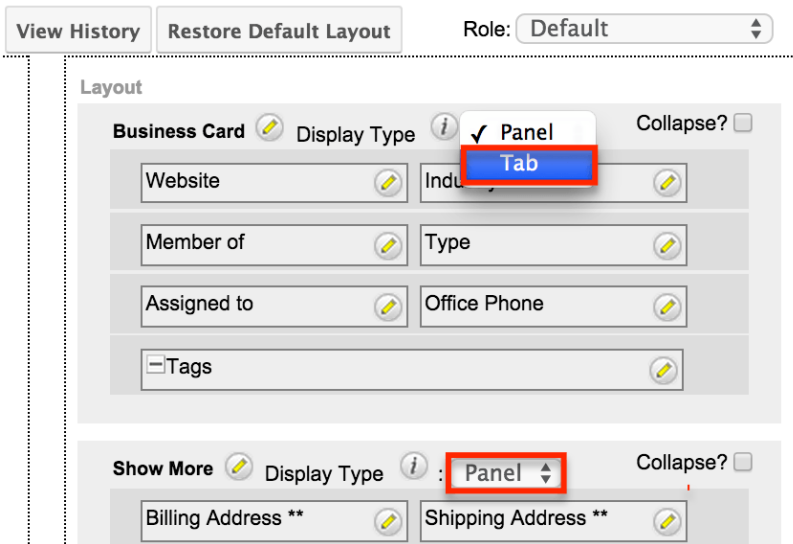 View History Restore Default Layout Role: Default
Layout
Business Card Display Type i ✓ Panel Collapse?
Tab
Website
Member of Type
Assigned to Office Phone
Tags
Show More Display Type i : Panel Collapse?
Billing Address ** Shipping Address **